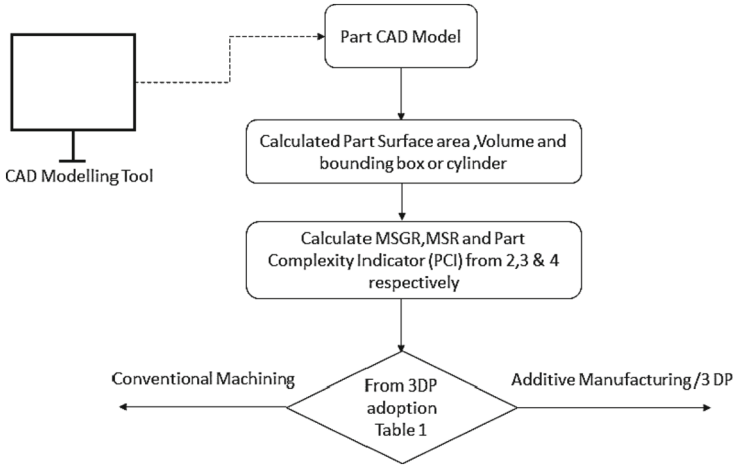 Part CAD Model
CAD Modelling Tool
Calculated Part Surface area ,Volume and
bounding box or cylinder
Calculate MSGR,MSR and Part
Complexity Indicator (PCI) from 2,3 & 4
respectively
Conventional Machining
From 3DP
adoption
Table 1
Additive Manufacturing /3 DP